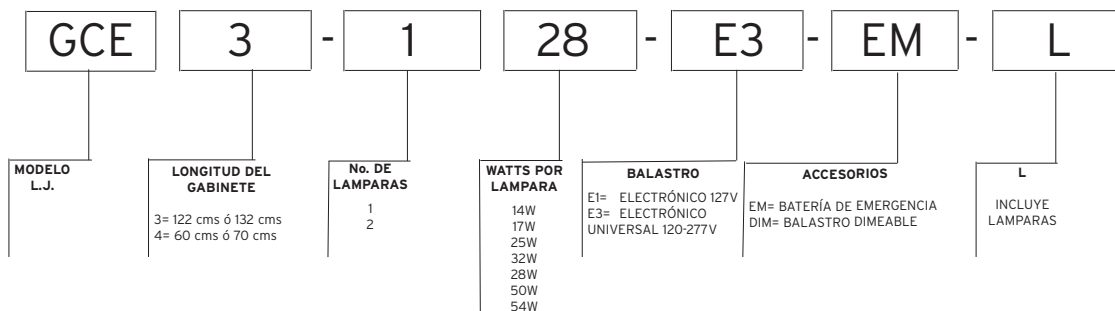 GCE 3 - 1 28 - E3 - EM - L
MODELO
L.J.
LONGITUD DEL
GABINETE
3= 122 cms ó 132 cms
4= 60 cms ó 70 cms
No. DE
LAMPARAS
1
2
WATTS POR
LAMPARA
14W
17W
25W
32W
28W
50W
54W
BALASTRO
E1= ELECTRÓNICO 127V
E3= ELECTRÓNICO
UNIVERSAL 120-277V
ACCESORIOS
EM= BATERÍA DE EMERGENCIA
DIM= BALASTRO DIMEABLE
L
INCLUYE
LAMPARAS